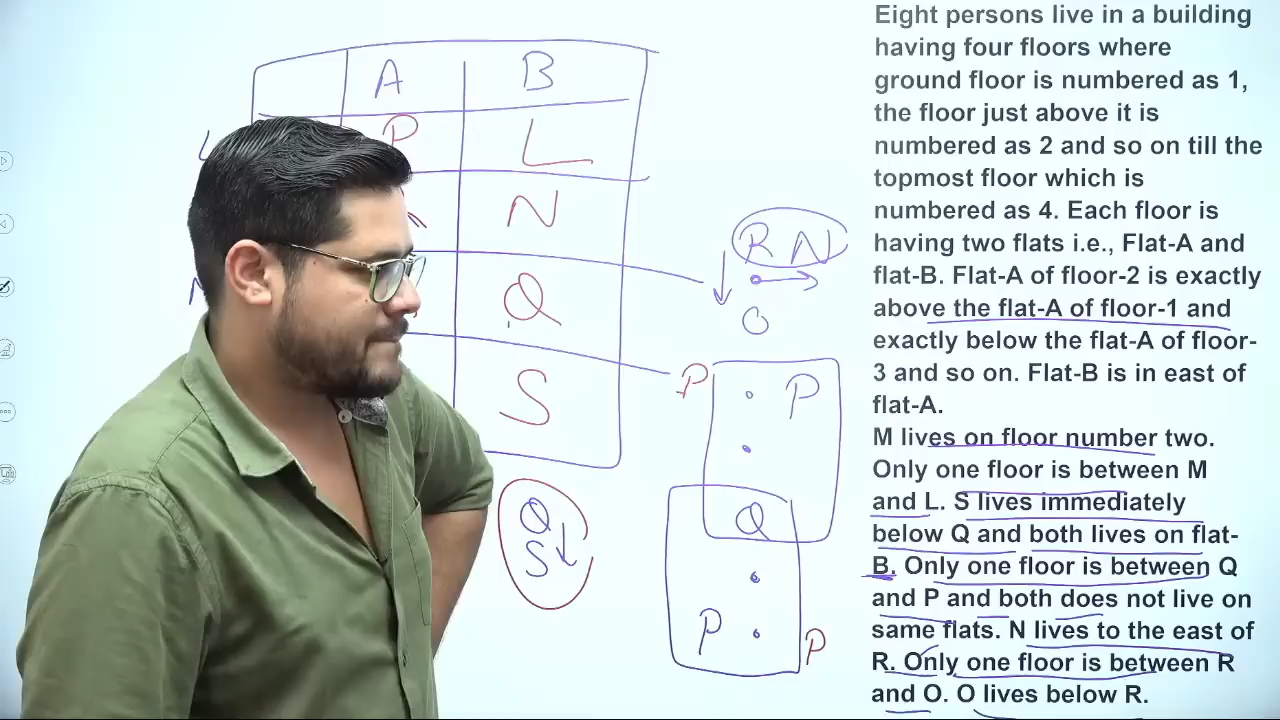 Eight persons live in a building
having four floors where
ground floor is numbered as 1,
the floor just above it is
numbered as 2 and so on till the
topmost floor which is
numbered as 4. Each floor is
having two flats i.e., Flat-A and
flat-B. Flat-A of floor-2 is exactly
above the flat-A of floor-1 and
exactly below the flat-A of floor-
3 and so on. Flat-B is in east of
flat-A.
M lives on floor number two.
Only one floor is between M
and L. S lives immediately
below Q and both lives on flat-
B. Only one floor is between Q
and P and both does not live on
same flats. N lives to the east of
R. Only one floor is between R
and O. O lives below R.
A B
P L
N
Q
S
R N
O
P P
Q
P P
Q
S